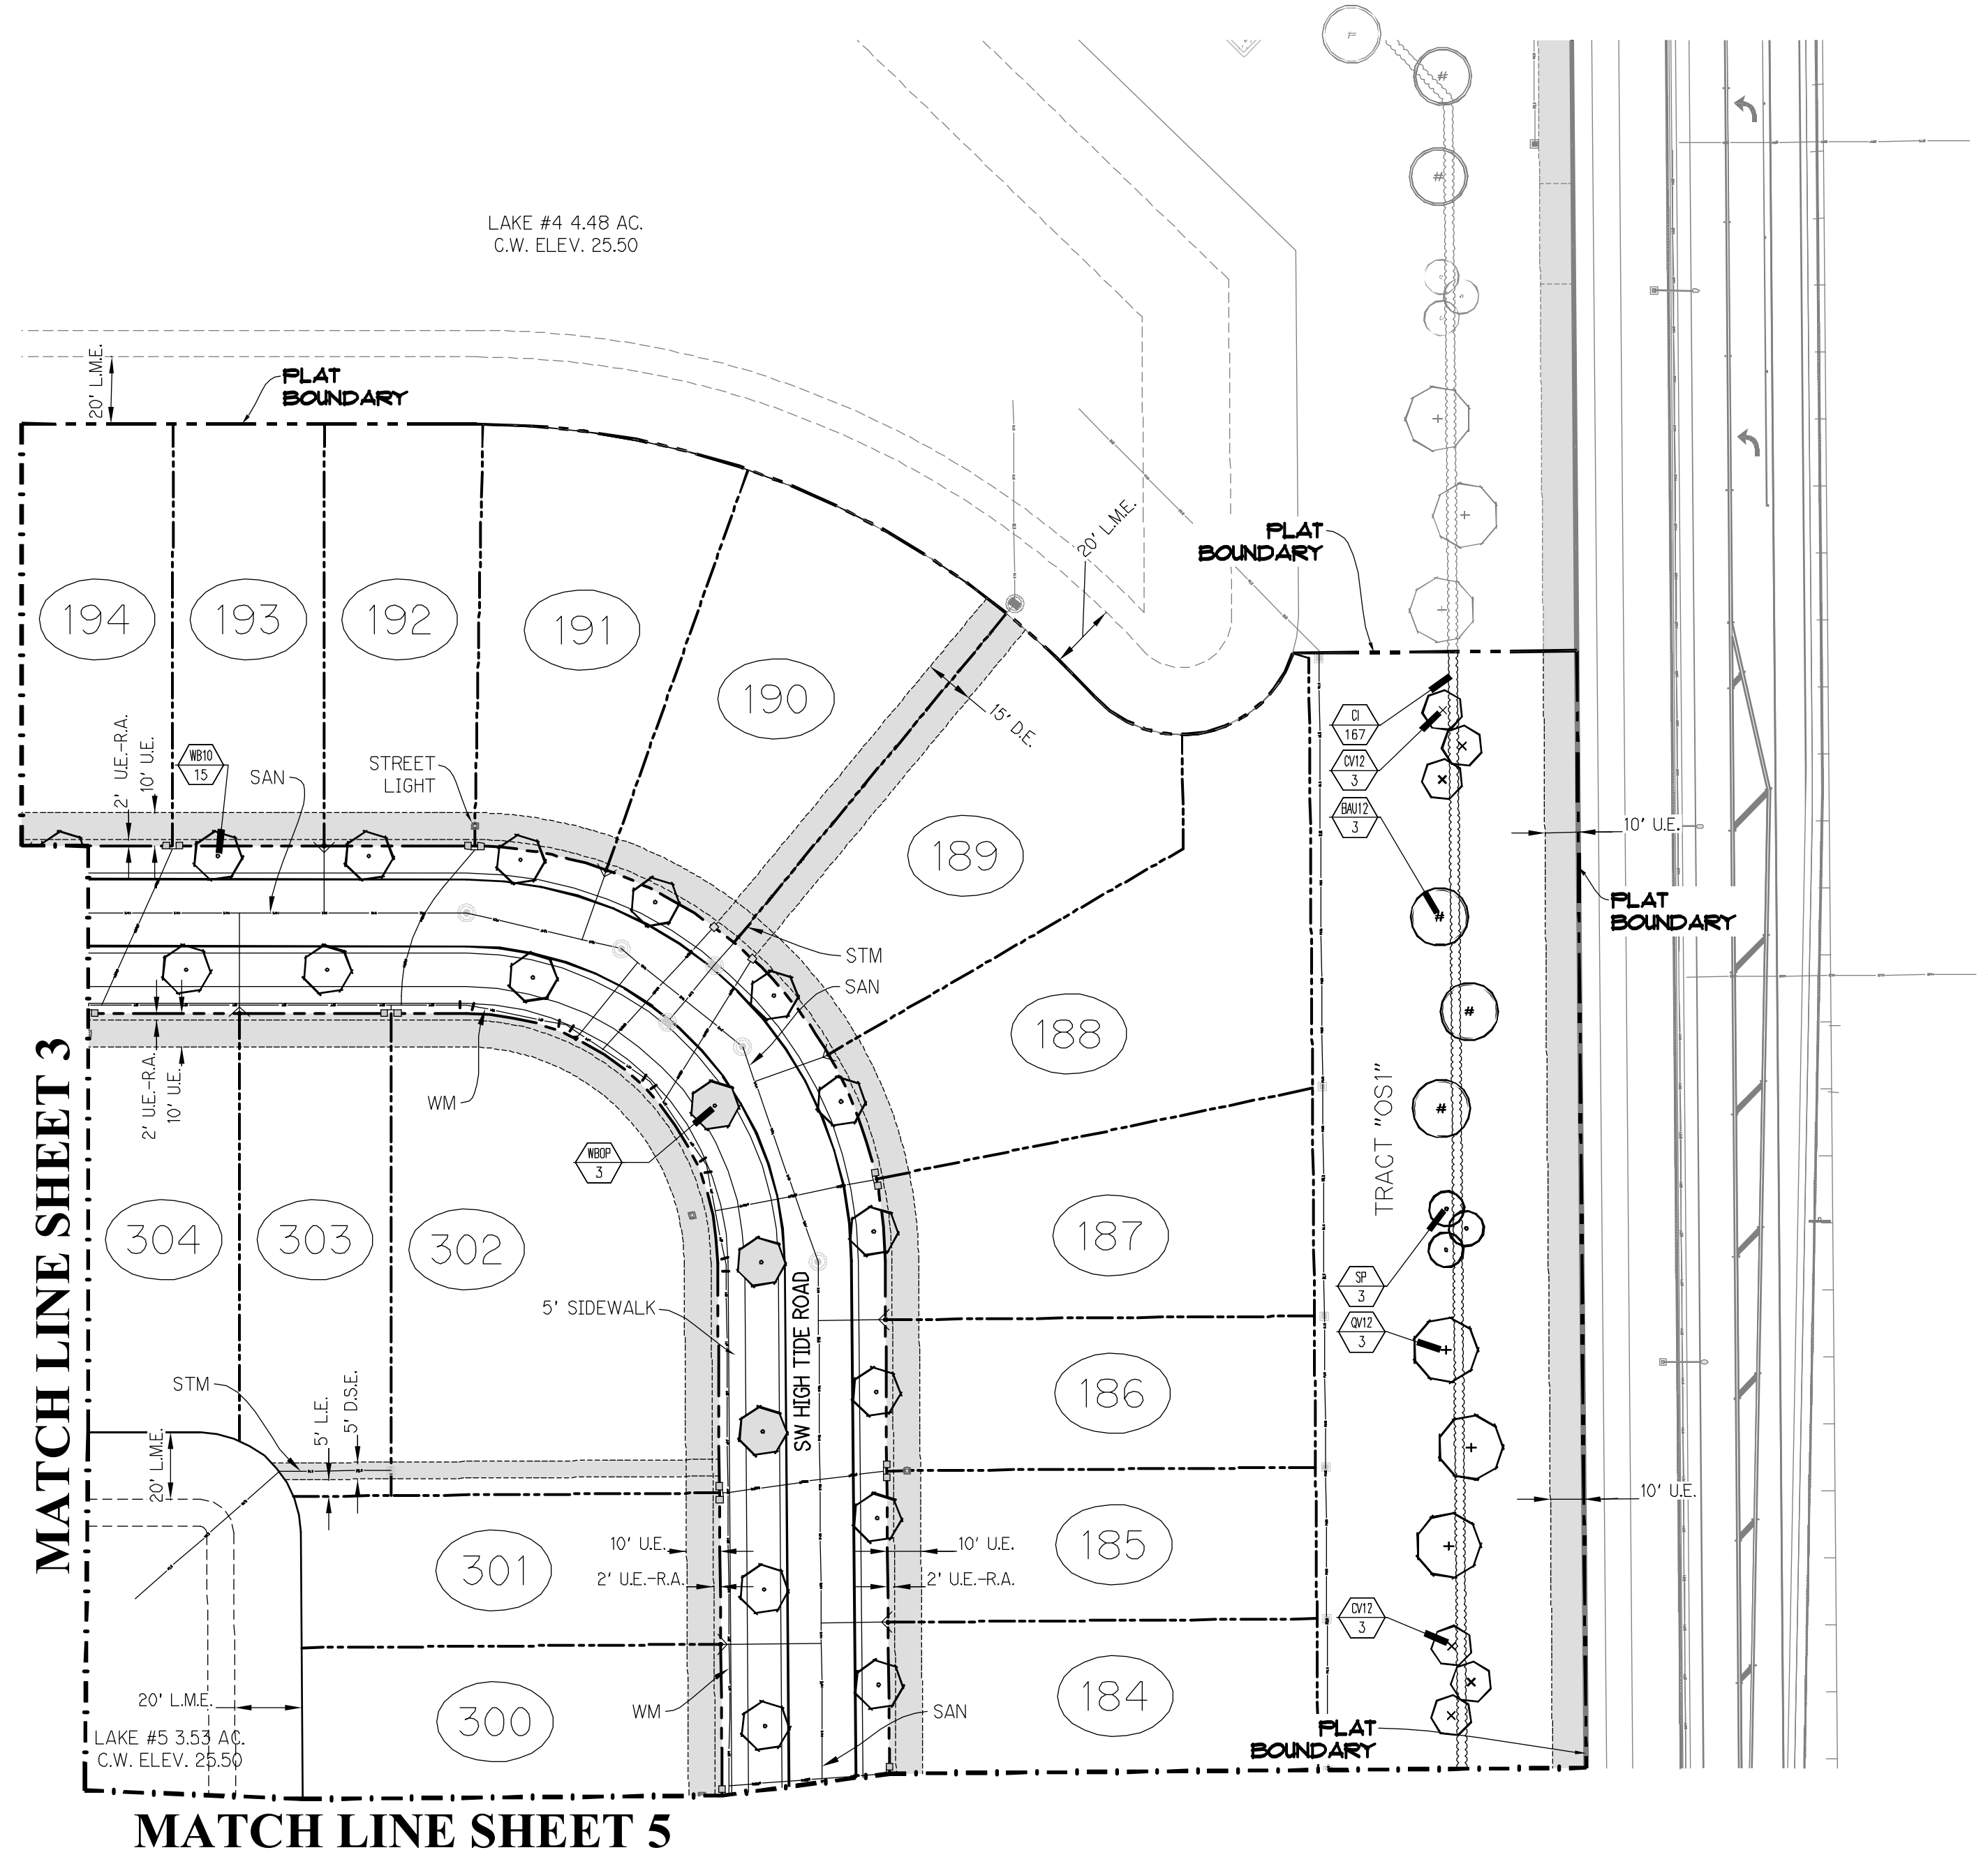 LAKE #4 4.48 AC.
C.W. ELEV. 25.50
20' L.M.E.
PLAT
BOUNDARY
20' L.M.E.
PLAT
BOUNDARY
194
193
192
191
190
15' D.E.
CI
167
CV12
3
BAU12
3
2' U.E.-R.A.
10' U.E.
WB10
15
SAN
STREET
LIGHT
189
10' U.E.
PLAT
BOUNDARY
STM
SAN
188
TRACT "OS1"
2' U.E.-R.A.
10' U.E.
WM
WBOP
3
MATCH LINE SHEET 3
304
303
302
187
SP
3
QV12
3
5' SIDEWALK
SW HIGH TIDE ROAD
STM
5' L.E.
5' D.S.E.
20' L.M.E.
186
10' U.E.
301
10' U.E.
2' U.E.-R.A.
10' U.E.
2' U.E.-R.A.
185
CV12
3
20' L.M.E.
LAKE #5 3.53 AC.
C.W. ELEV. 25.50
300
WM
SAN
184
PLAT
BOUNDARY
MATCH LINE SHEET 5